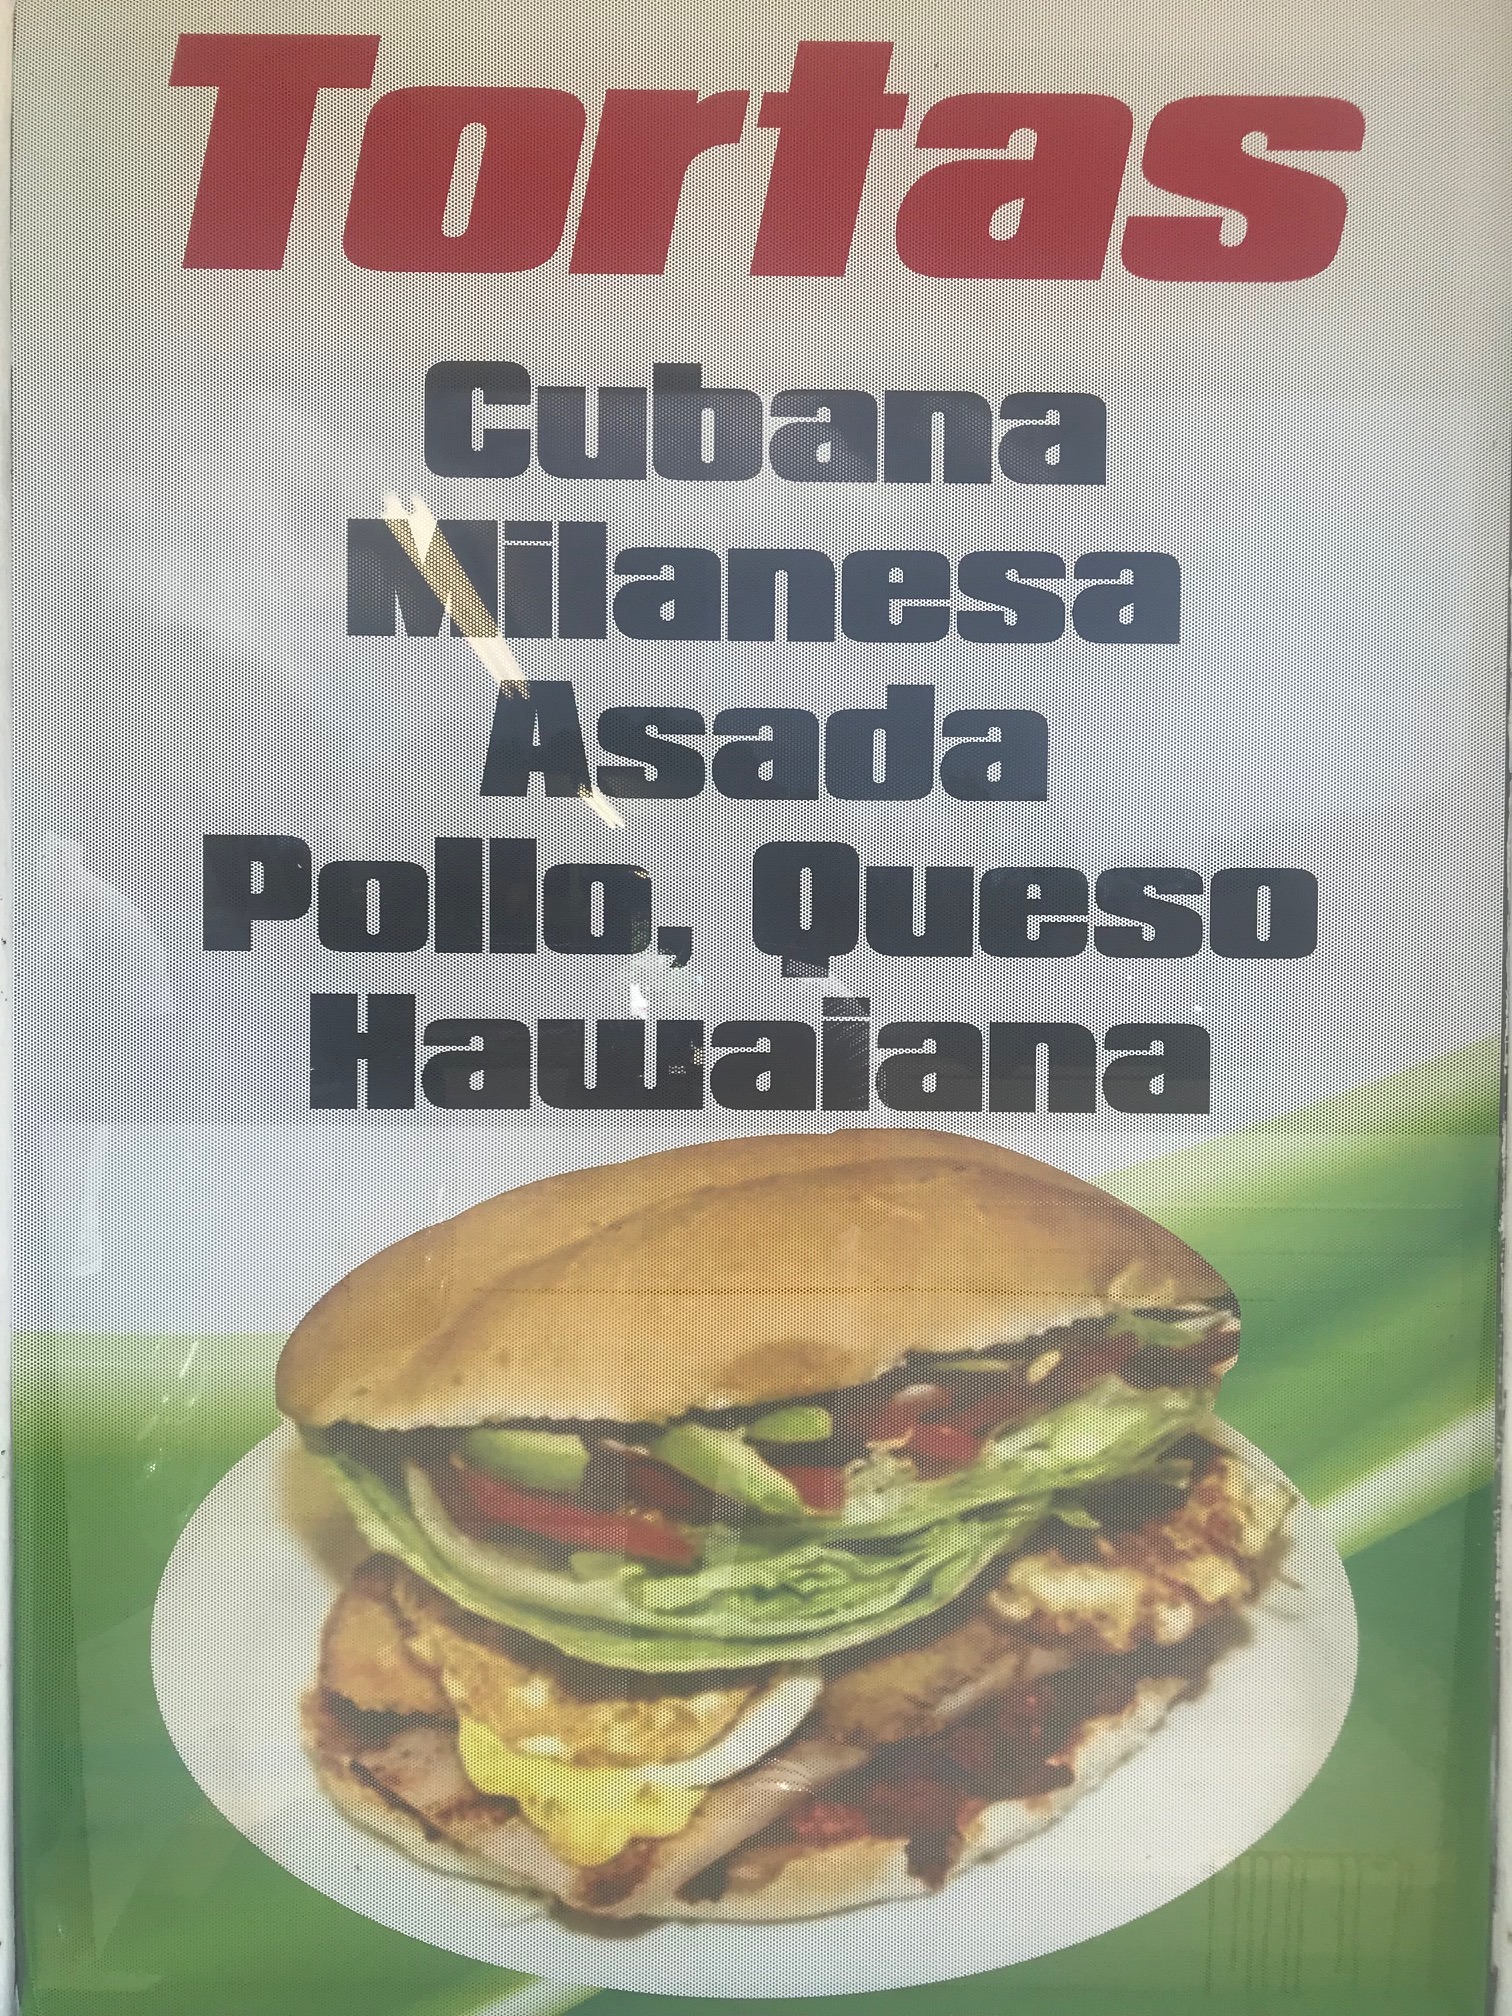 Tortas
Cubana
Milanesa
Asada
Pollo, Queso
Hawaiana